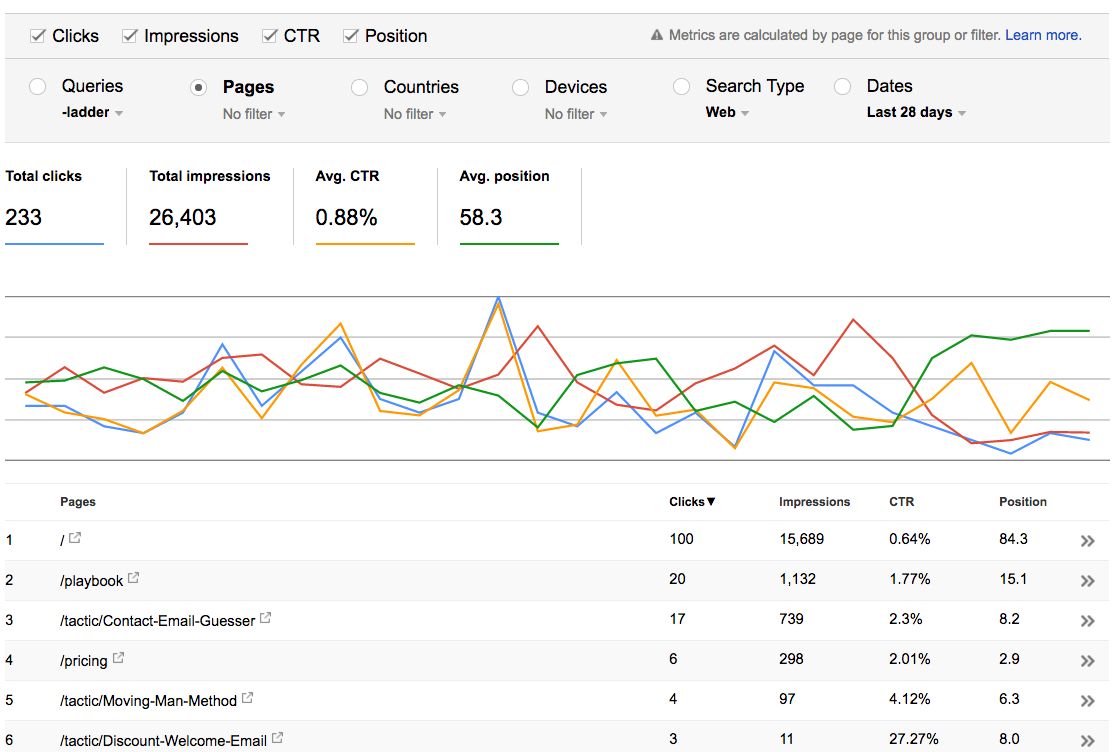 Clicks Impressions CTR Position Metrics are calculated by page for this group or filter. Learn more.
Queries Pages Countries Devices Search Type Dates
-ladder No filter No filter No filter Web Last 28 days
Total clicks Total impressions Avg. CTR Avg. position
233 26,403 0.88% 58.3
Pages Clicks▼ Impressions CTR Position
1 / 100 15,689 0.64% 84.3 »
2 /playbook 20 1,132 1.77% 15.1 »
3 /tactic/Contact-Email-Guesser 17 739 2.3% 8.2 »
4 /pricing 6 298 2.01% 2.9 »
5 /tactic/Moving-Man-Method 4 97 4.12% 6.3 »
6 /tactic/Discount-Welcome-Email 3 11 27.27% 8.0 »